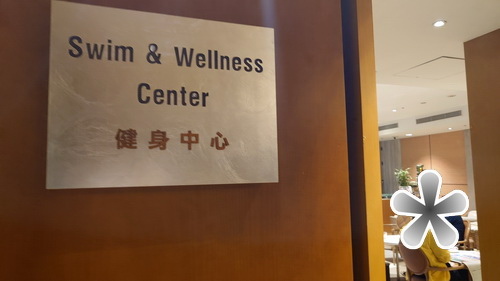 Swim & Wellness
Center
健身中心